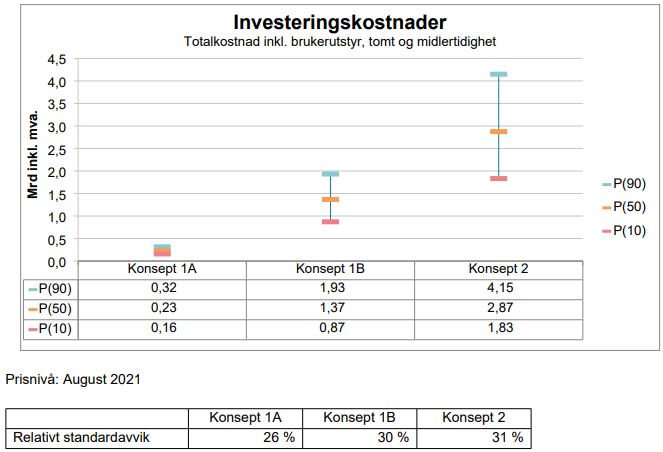 Investeringskostnader
Totalkostnad inkl. brukerutstyr, tomt og midlertidighet
Mrd inkl. mva.
4,5
4,0
3,5
3,0
2,5
2,0
1,5
1,0
0,5
0,0
P(90)
P(50)
P(10)
Konsept 1A Konsept 1B Konsept 2
P(90) 0,32 1,93 4,15
P(50) 0,23 1,37 2,87
P(10) 0,16 0,87 1,83
Prisnivå: August 2021
Konsept 1A Konsept 1B Konsept 2
Relativt standardavvik 26 % 30 % 31 %